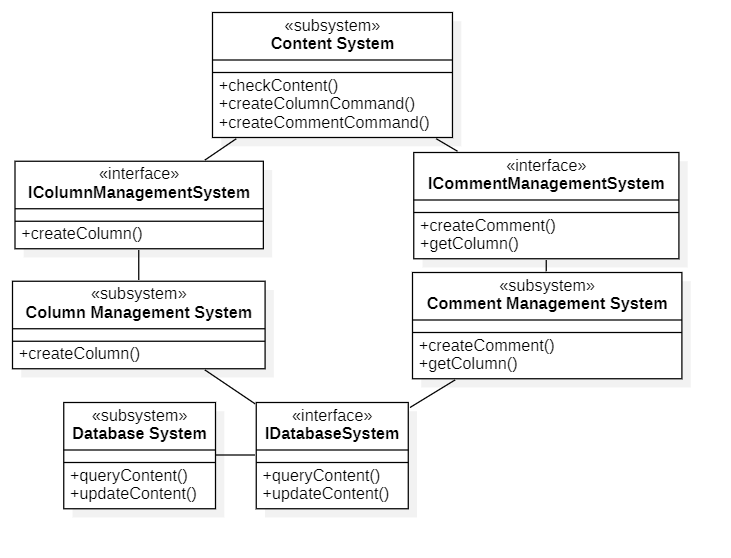 «subsystem»
Content System
+checkContent()
+createColumnCommand()
+createCommentCommand()
«interface»
IColumnManagementSystem
+createColumn()
«interface»
ICommentManagementSystem
+createComment()
+getColumn()
«subsystem»
Column Management System
+createColumn()
«subsystem»
Comment Management System
+createComment()
+getColumn()
«subsystem»
Database System
+queryContent()
+updateContent()
«interface»
IDatabaseSystem
+queryContent()
+updateContent()